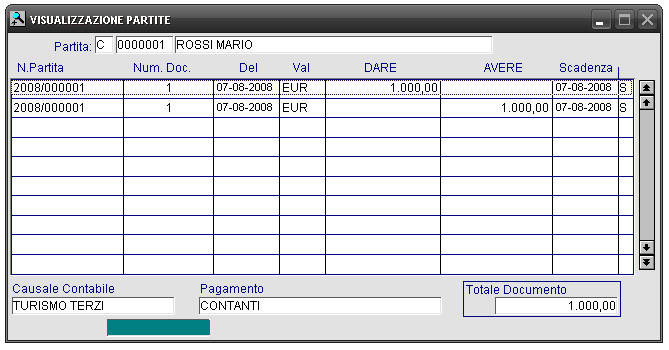 VISUALIZZAZIONE PARTITE
Partita: C 0000001 ROSSI MARIO
N.Partita Num. Doc. Del Val DARE AVERE Scadenza
2008/000001 1 07-08-2008 EUR 1.000,00 07-08-2008 S
2008/000001 1 07-08-2008 EUR 1.000,00 07-08-2008 S
Causale Contabile Pagamento Totale Documento
TURISMO TERZI CONTANTI 1.000,00